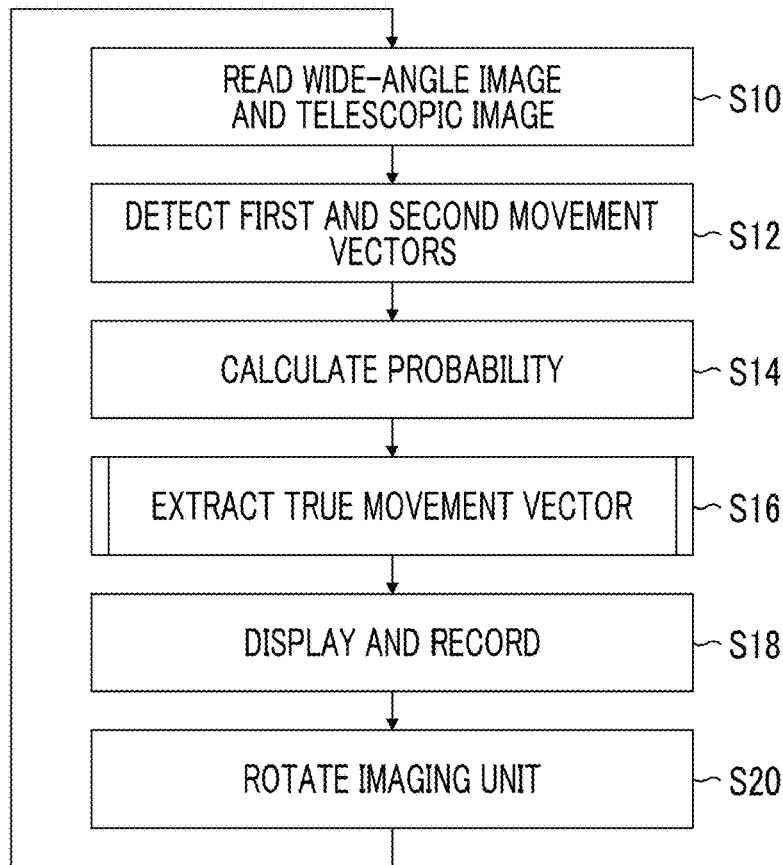 READ WIDE-ANGLE IMAGE
AND TELESCOPIC IMAGE
S10
DETECT FIRST AND SECOND MOVEMENT
VECTORS
S12
CALCULATE PROBABILITY
S14
EXTRACT TRUE MOVEMENT VECTOR
S16
DISPLAY AND RECORD
S18
ROTATE IMAGING UNIT
S20